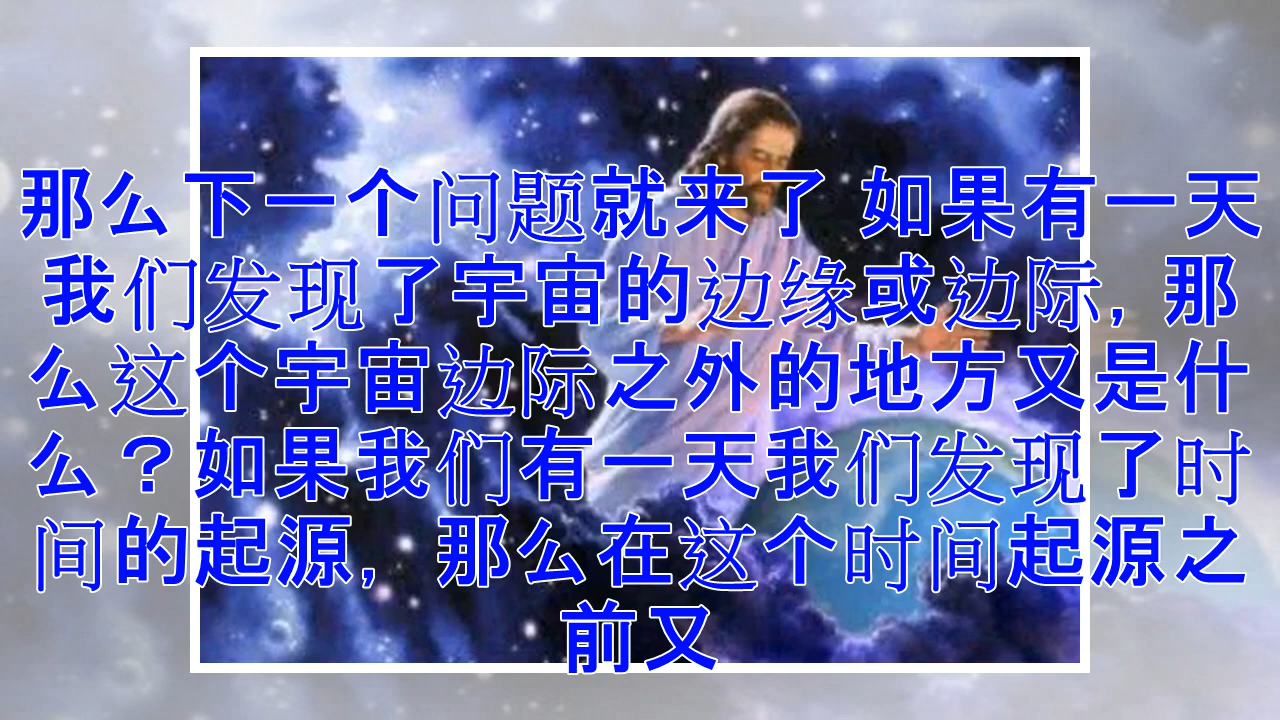 那么下一个问题就来了 如果有一天
我们发现了宇宙的边缘或边际, 那
么这个宇宙边际之外的地方又是什
么？如果我们有一天我们发现了时
间的起源, 那么在这个时间起源之
前又